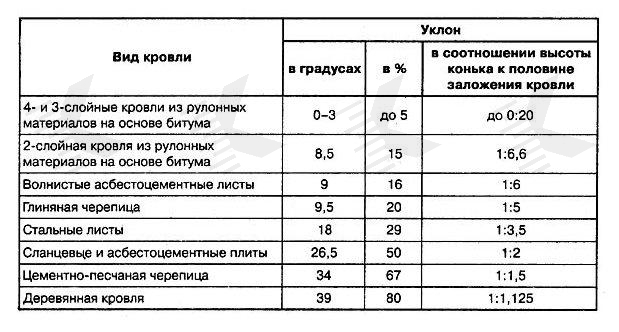 Вид кровли
Уклон
в градусах
в %
в соотношении высоты
конька к половине
заложения кровли
4- и 3-слойные кровли из рулонных
материалов на основе битума
0–3
до 5
до 0:20
2-слойная кровля из рулонных
материалов на основе битума
8,5
15
1:6,6
Волнистые асбестоцементные листы
9
16
1:6
Глиняная черепица
9,5
20
1:5
Стальные листы
18
29
1:3,5
Сланцевые и асбестоцементные плиты
26,5
50
1:2
Цементно-песчаная черепица
34
67
1:1,5
Деревянная кровля
39
80
1:1,125